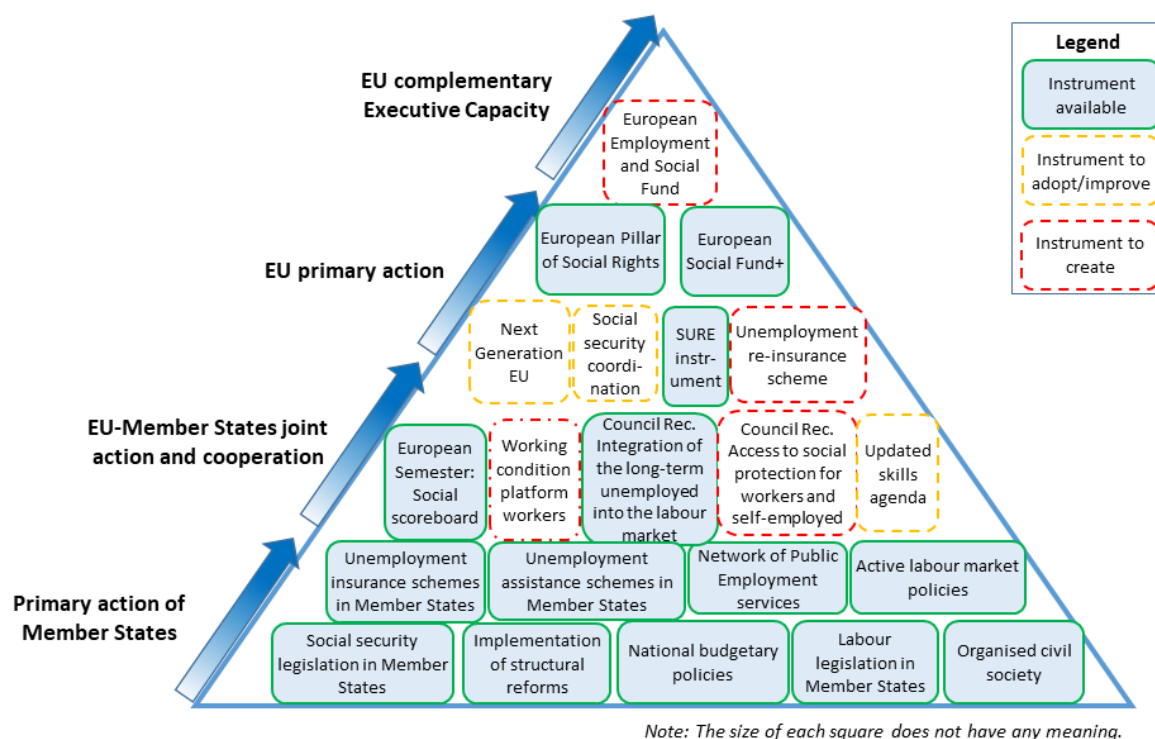 EU complementary
Executive Capacity
EU primary action
EU-Member States joint
action and cooperation
Primary action of
Member States
European
Employment
and Social
Fund
European Pillar
of Social Rights
European
Social Fund+
Next
Generation
EU
Social
security
coordi-
nation
SURE
instr-
ument
Unemployment
re-insurance
scheme
European
Semester:
Social
scoreboard
Working
condition
platform
workers
Council Rec.
Integration of
the long-term
unemployed
into the labour
market
Council Rec.
Access to social
protection for
workers and
self-employed
Updated
skills
agenda
Unemployment
insurance schemes
in Member States
Unemployment
assistance schemes in
Member States
Network of Public
Employment
services
Active labour market
policies
Social security
legislation in Member
States
Implementation
of structural
reforms
National budgetary
policies
Labour
legislation in
Member States
Organised civil
society
Legend
Instrument
available
Instrument to
adopt/improve
Instrument to
create
Note: The size of each square does not have any meaning.